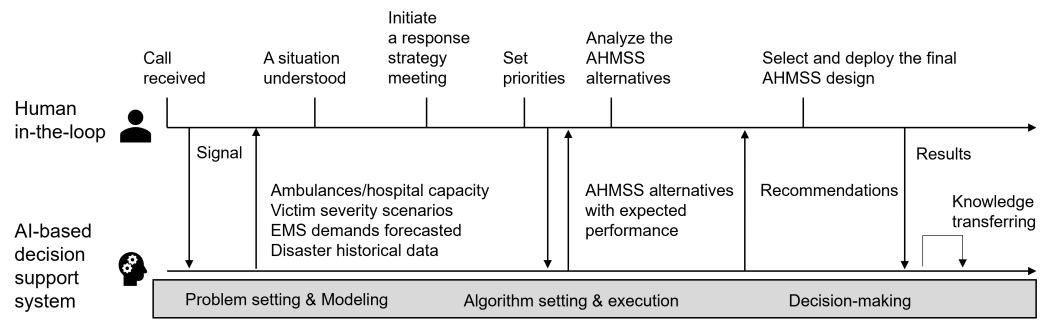 Call
received
A situation
understood
Initiate
a response
strategy
meeting
Set
priorities
Analyze the
AHMSS
alternatives
Select and deploy the final
AHMSS design
Human
in-the-loop
Signal
Results
Ambulances/hospital capacity
Victim severity scenarios
EMS demands forecasted
Disaster historical data
AHMSS alternatives
with expected
performance
Recommendations
Knowledge
transferring
AI-based
decision
support
system
Problem setting & Modeling
Algorithm setting & execution
Decision-making